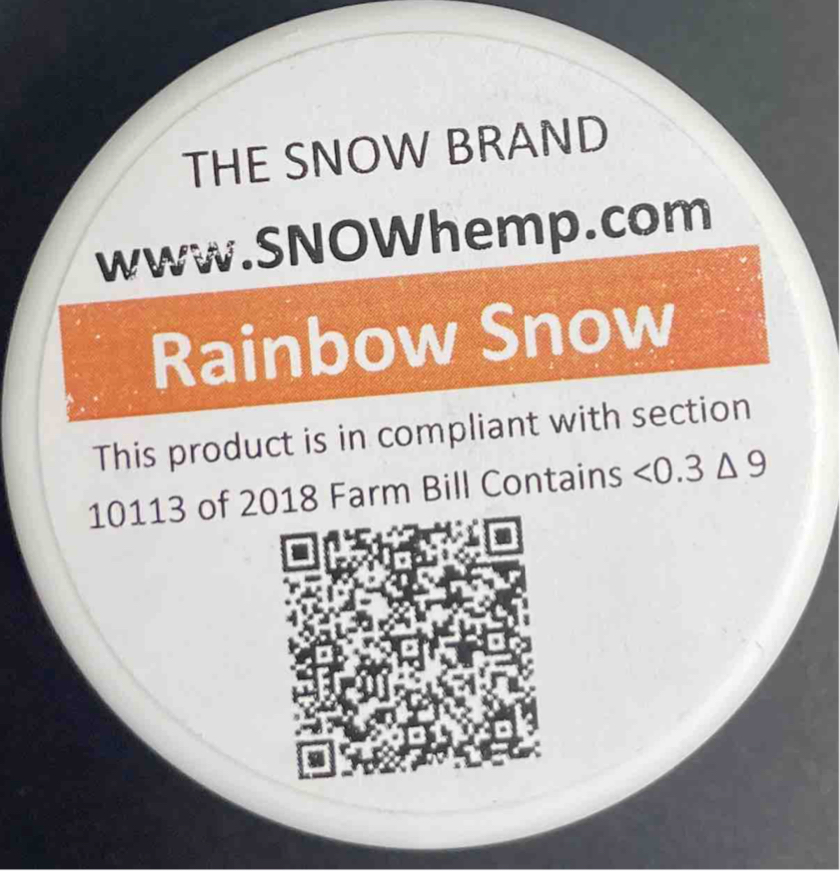 THE SNOW BRAND
www.SNOWhemp.com
Rainbow Snow
This product is in compliant with section
10113 of 2018 Farm Bill Contains <0.3 Δ 9